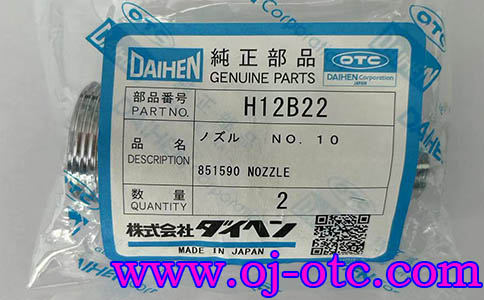 DAIHEN
純正部品
GENUINE PARTS
OTC
DAIHEN Corporation
JAPAN
部品番号
PART NO.
H12B22
品名
DESCRIPTION
ノズル NO. 10
851590 NOZZLE
数量
QUANTITY
2
株式会社ダイヘン
MADE IN JAPAN
www.oj-otc.com